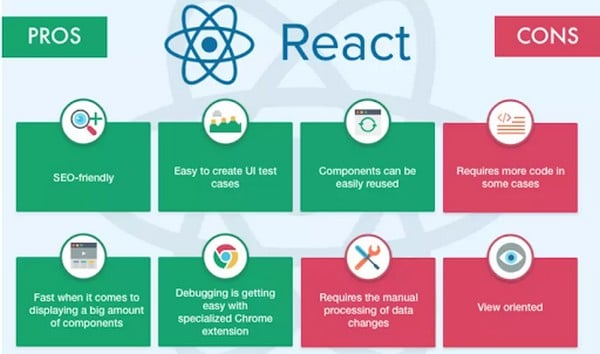 PROS
React
CONS
SEO-friendly
Easy to create UI test
cases
Components can be
easily reused
Requires more code in
some cases
Fast when it comes to
displaying a big amount
of components
Debugging is getting
easy with
specialized Chrome
extension
Requires the manual
processing of data
changes
View oriented